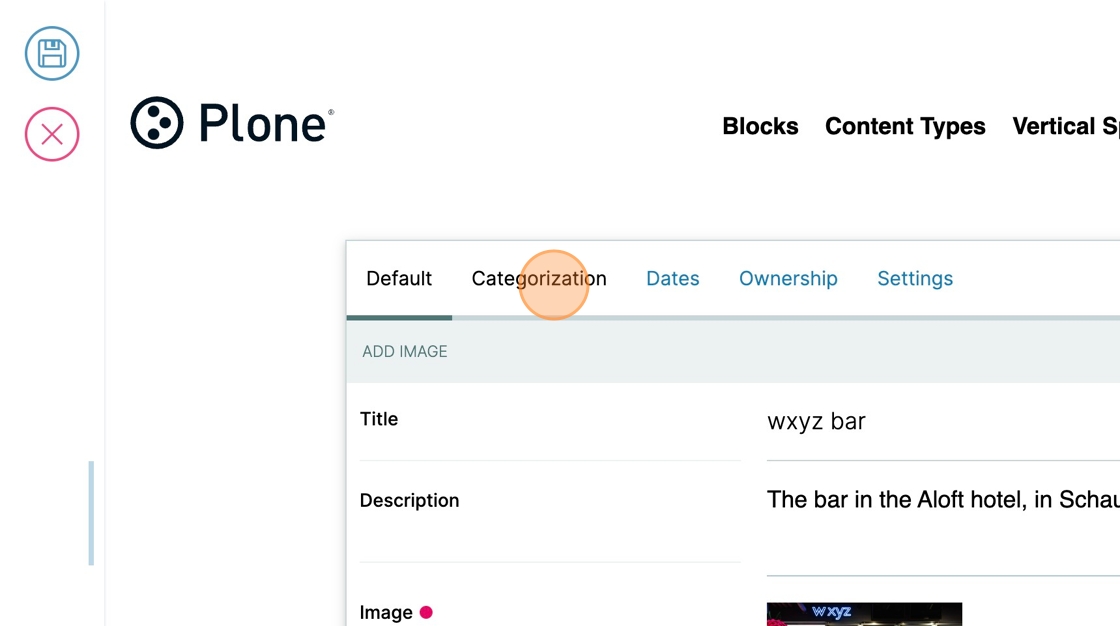 Plone®
Blocks Content Types Vertical Sp
Default Categorization Dates Ownership Settings
ADD IMAGE
Title
wxyz bar
Description
The bar in the Aloft hotel, in Schau
Image
wxyz